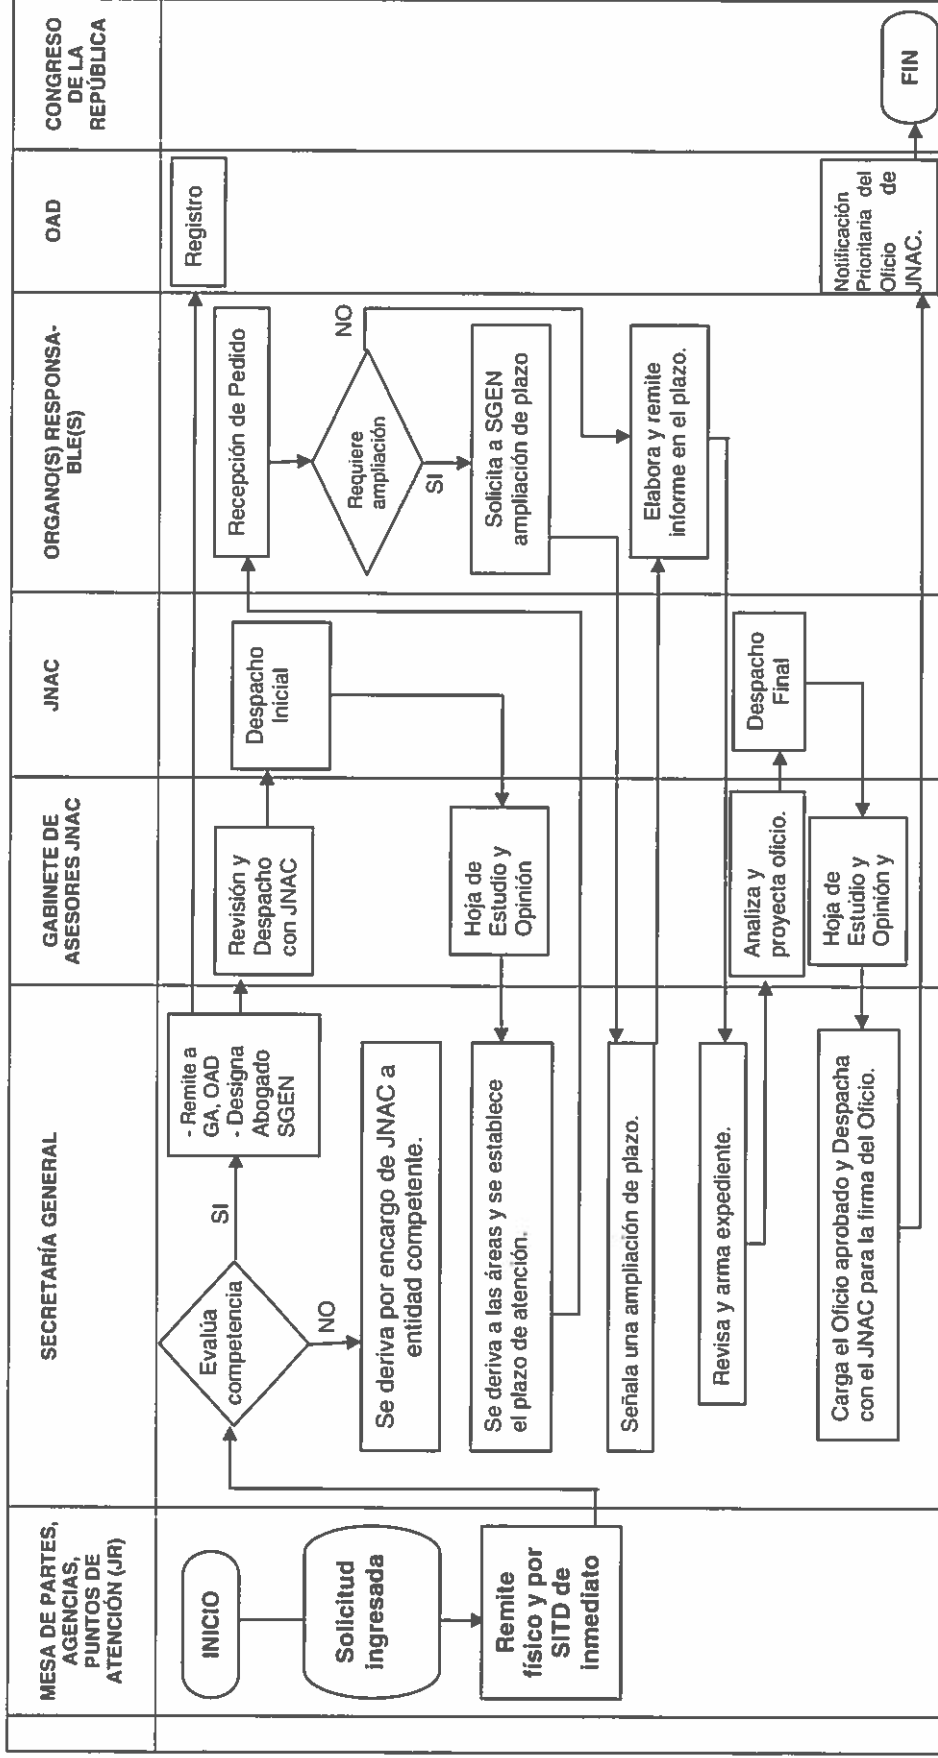 MESA DE PARTES,
AGENCIAS,
PUNTOS DE
ATENCIÓN (JR)
SECRETARÍA GENERAL
GABINETE DE
ASESORES JNAC
JNAC
ORGANO(S) RESPONSA-
BLE(S)
OAD
CONGRESO
DE LA
REPÚBLICA
INICIO
Solicitud
ingresada
Remite
físico y por
SITD de
inmediato
Evalúa
competencia
SI
NO
- Remite a
GA, OAD
- Designa
Abogado
SGEN
Se deriva por encargo de JNAC a
entidad competente.
Se deriva a las áreas y se establece
el plazo de atención.
Señala una ampliación de plazo.
Revisa y arma expediente.
Carga el Oficio aprobado y Despacha
con el JNAC para la firma del Oficio.
Revisión y
Despacho
con JNAC
Hoja de
Estudio y
Opinión
Analiza y
proyecta oficio.
Hoja de
Estudio y
Opinión y
Despacho
Inicial
Despacho
Final
Recepción de Pedido
Requiere
ampliación
NO
SI
Solicita a SGEN
ampliación de plazo
Elabora y remite
informe en el plazo.
Registro
Notificación
Prioritaria del
Oficio de
JNAC.
FIN